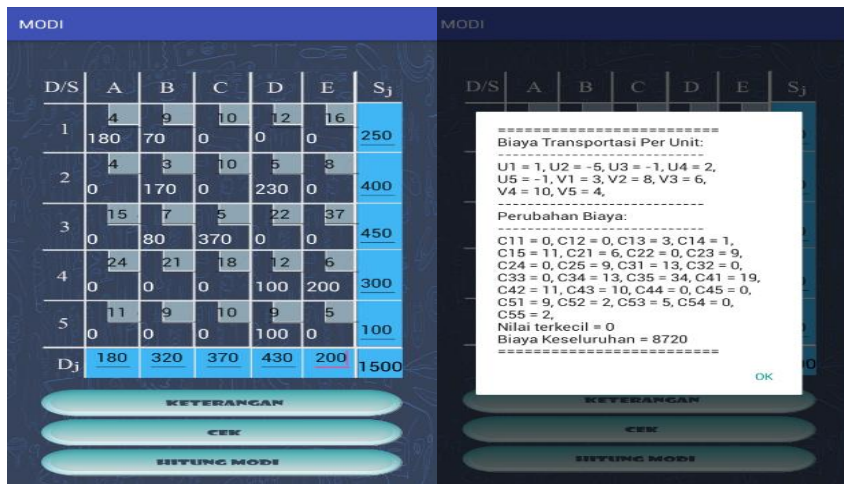 MODI
D/S A B C D E Sj
4 9 10 12 16
1 180 70 0 0 0 250
4 3 10 5 8
2 0 170 0 230 0 400
15 7 5 22 37
3 0 80 370 0 0 450
24 21 18 12 6
4 0 0 0 100 200 300
11 9 10 9 5
5 0 0 0 100 0 100
Dj 180 320 370 430 200 1500
KETERANGAN
CEK
HITUNG MODI
MODI
D/S A B C D E Sj
===========================
Biaya Transportasi Per Unit:
---------------------------
U1 = 1, U2 = -5, U3 = -1, U4 = 2,
U5 = -1, V1 = 3, V2 = 8, V3 = 6,
V4 = 10, V5 = 4,
---------------------------
Perubahan Biaya:
---------------------------
C11 = 0, C12 = 0, C13 = 3, C14 = 1,
C15 = 11, C21 = 6, C22 = 0, C23 = 9,
C24 = 0, C25 = 9, C31 = 13, C32 = 0,
C33 = 0, C34 = 13, C35 = 34, C41 = 19,
C42 = 11, C43 = 10, C44 = 0, C45 = 0,
C51 = 9, C52 = 2, C53 = 5, C54 = 0,
C55 = 2,
Nilai terkecil = 0
Biaya Keseluruhan = 8720
===========================
OK
KETERANGAN
CEK
HITUNG MODI